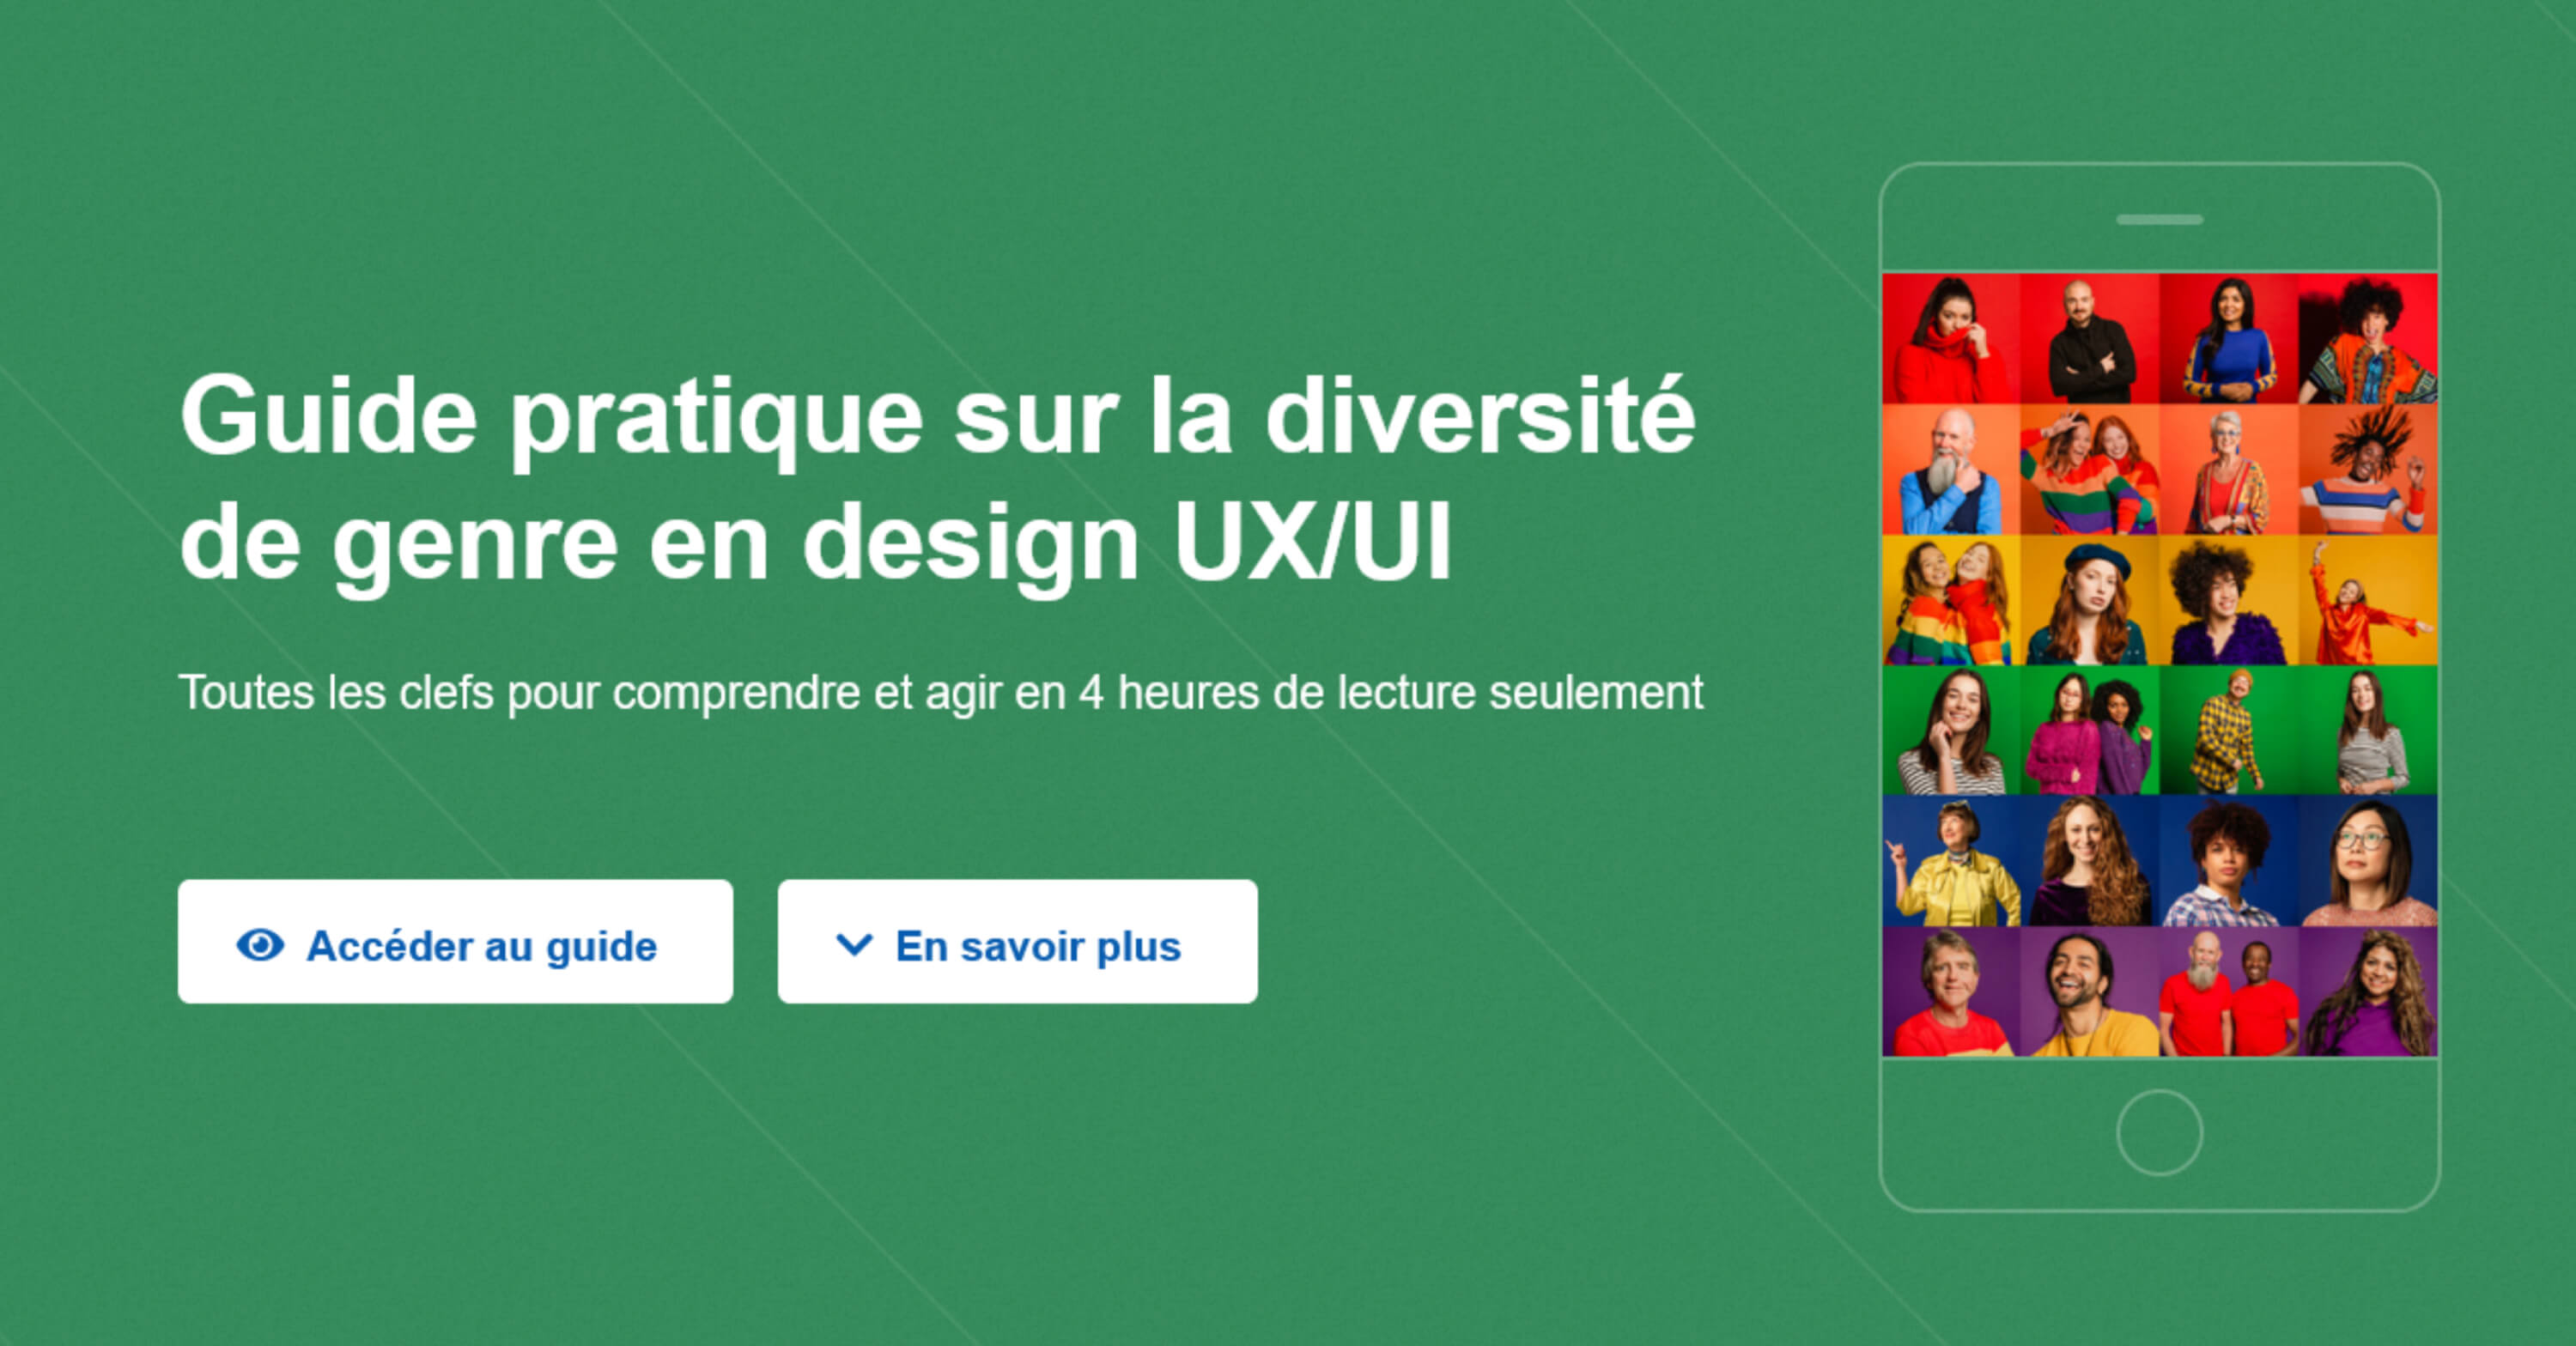 Guide pratique sur la diversité
de genre en design UX/UI
Toutes les clefs pour comprendre et agir en 4 heures de lecture seulement
Accéder au guide
En savoir plus